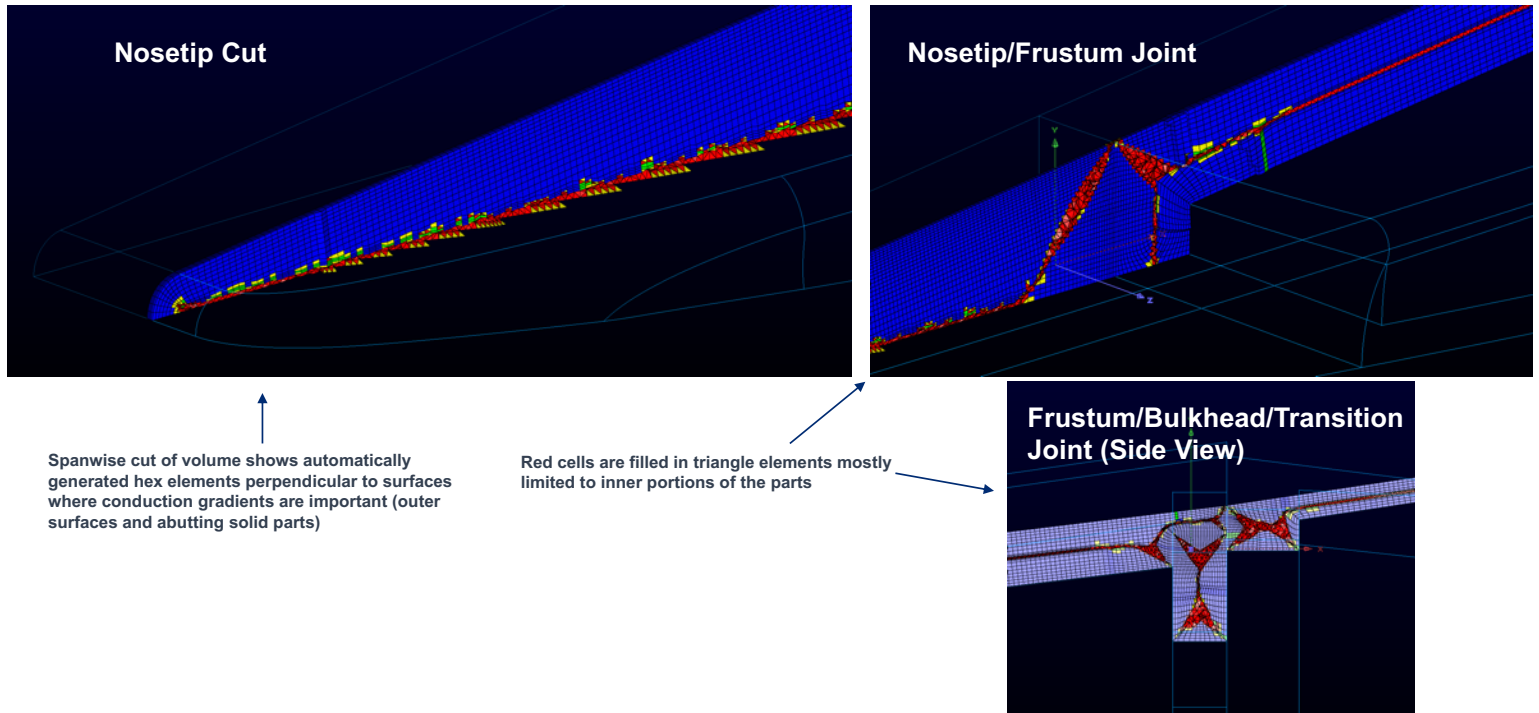 Nosetip Cut
Nosetip/Frustum Joint
Y
Z
Spanwise cut of volume shows automatically
generated hex elements perpendicular to surfaces
where conduction gradients are important (outer
surfaces and abutting solid parts)
Red cells are filled in triangle elements mostly
limited to inner portions of the parts
Frustum/Bulkhead/Transition
Joint (Side View)
X